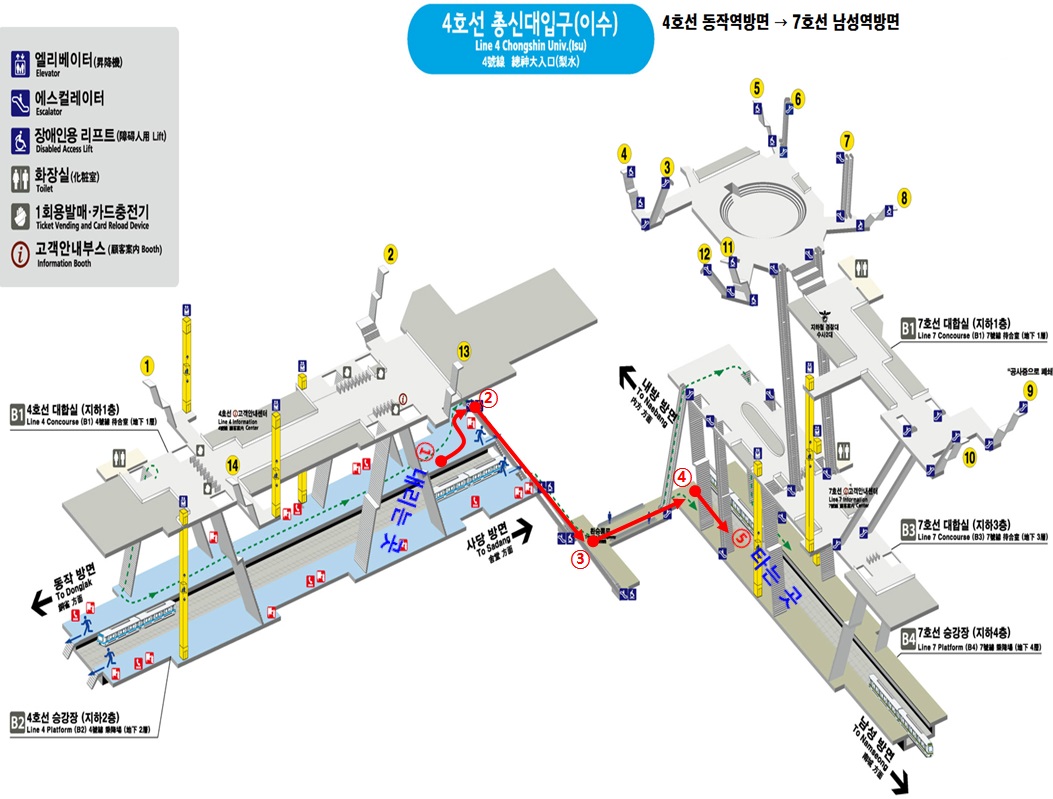 4호선 총신대입구(이수)
Line 4 Chongshin Univ.(Isu)
4號線 總神大入口(梨水)
4호선 동작역방면 → 7호선 남성역방면
엘리베이터(昇降機)
Elevator
에스컬레이터
Escalator
장애인용 리프트(障碍人用 Lift)
Disabled Access Lift
화장실(化粧室)
Toilet
1회용발매·카드충전기
Ticket Vending and Card Reload Device
고객안내부스(顧客案內 Booth)
Information Booth
5
6
7
4
3
8
12
11
2
1
13
14
9
10
B1 4호선 대합실 (지하1층)
Line 4 Concourse (B1) 4號線 待合室 (地下 1層)
4호선 고객안내센터
Line 4 Information
Center
B1 7호선 대합실 (지하1층)
Line 7 Concourse (B1) 7號線 待合室 (地下 1層)
지하철 경찰대
수사2대
*공사중으로 폐쇄
대방 방면
To Naebang
內方 方面
①
②
③
④
⑤
내리는 곳
타는 곳
환승통로
사당 방면
To Sadang
舍堂 方面
동작 방면
To Dongjak
銅雀 方面
7호선 고객안내센터
Line 7 Information
Center
B3 7호선 대합실 (지하3층)
Line 7 Concourse (B3) 7號線 待合室 (地下 3層)
B4 7호선 승강장 (지하4층)
Line 7 Platform (B4) 7號線 乘降場 (地下 4層)
B2 4호선 승강장 (지하2층)
Line 4 Platform (B2) 4號線 乘降場 (地下 2層)
남성 방면
To Namseong
南城 方面